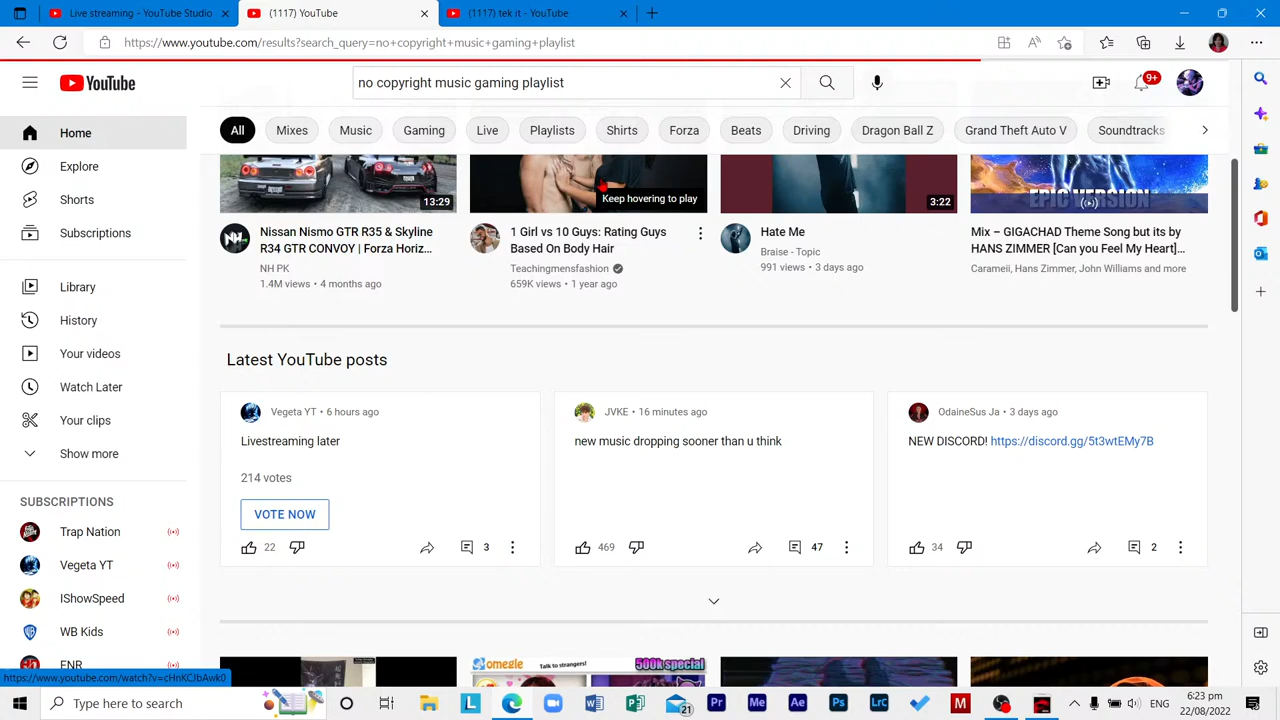 Live streaming - YouTube Studio
(1117) YouTube
(1117) tek it - YouTube
https://www.youtube.com/results?search_query=no+copyright+music+gaming+playlist
YouTube
no copyright music gaming playlist
9+
Home
All
Mixes
Music
Gaming
Live
Playlists
Shirts
Forza
Beats
Driving
Dragon Ball Z
Grand Theft Auto V
Soundtracks
Explore
Shorts
Subscriptions
Library
History
Your videos
Watch Later
Your clips
Show more
SUBSCRIPTIONS
Trap Nation
Vegeta YT
IShowSpeed
WB Kids
ENR
13:29
Keep hovering to play
3:22
EPIC VERSION
Nissan Nismo GTR R35 & Skyline
R34 GTR CONVOY | Forza Horiz...
NH PK
1.4M views • 4 months ago
1 Girl vs 10 Guys: Rating Guys
Based On Body Hair
Teachingmensfashion
659K views • 1 year ago
Hate Me
Braise - Topic
991 views • 3 days ago
Mix – GIGACHAD Theme Song but its by
HANS ZIMMER [Can you Feel My Heart]...
Carameii, Hans Zimmer, John Williams and more
Latest YouTube posts
Vegeta YT • 6 hours ago
Livestreaming later
214 votes
VOTE NOW
22
3
JVKE • 16 minutes ago
new music dropping sooner than u think
469
47
OdaineSus Ja • 3 days ago
NEW DISCORD! https://discord.gg/5t3wtEMy7B
34
2
omegle
Talk to strangers!
500k special
https://www.youtube.com/watch?v=cHnKCJbAwk0
Type here to search
21
ENG
6:23 pm
22/08/2022